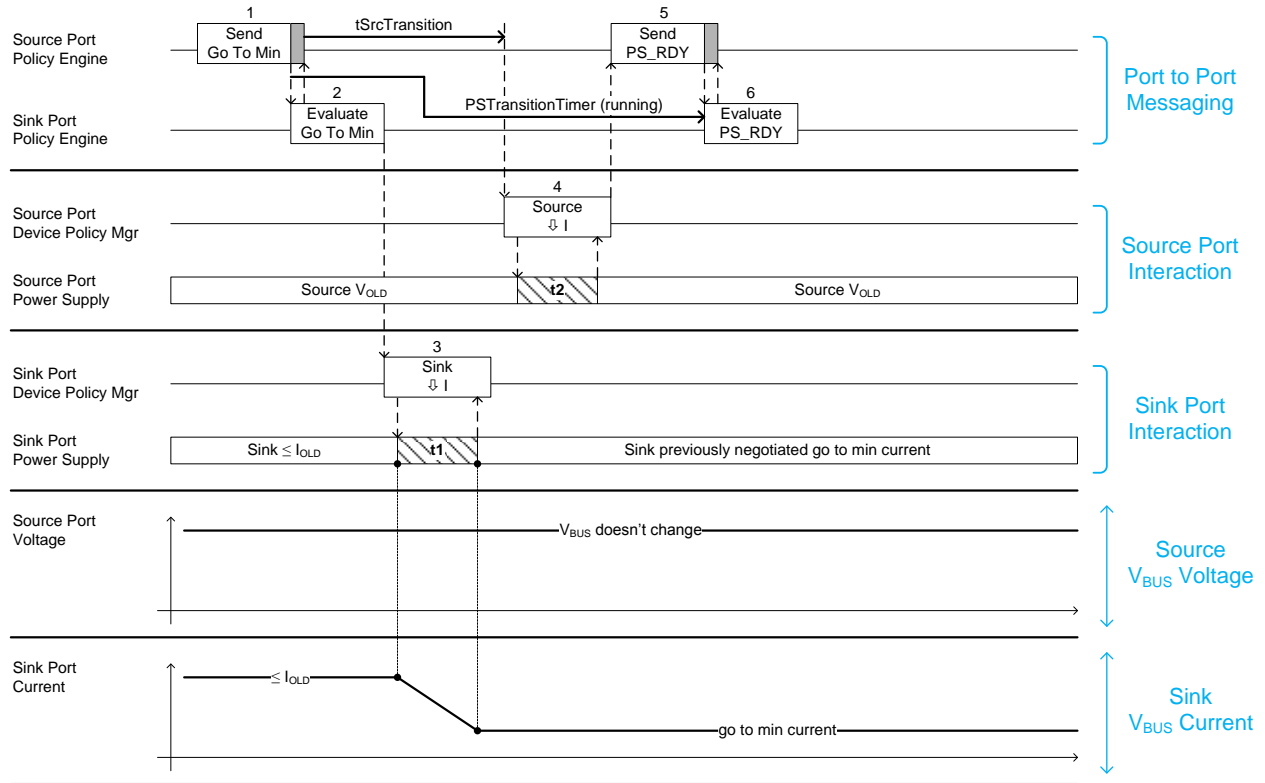 1
5
Source Port
Policy Engine
Send
Go To Min
tSrcTransition
Send
PS_RDY
Port to Port
Messaging
2
6
Sink Port
Policy Engine
Evaluate
Go To Min
PSTransitionTimer (running)
Evaluate
PS_RDY
4
Source Port
Device Policy Mgr
Source
⇩ I
Source Port
Interaction
Source Port
Power Supply
Source VOLD
t2
Source VOLD
3
Sink Port
Device Policy Mgr
Sink
⇩ I
Sink Port
Interaction
Sink Port
Power Supply
Sink ≤ IOLD
t1
Sink previously negotiated go to min current
Source Port
Voltage
VBUS doesn't change
Source
VBUS Voltage
Sink Port
Current
≤ IOLD
go to min current
Sink
VBUS Current